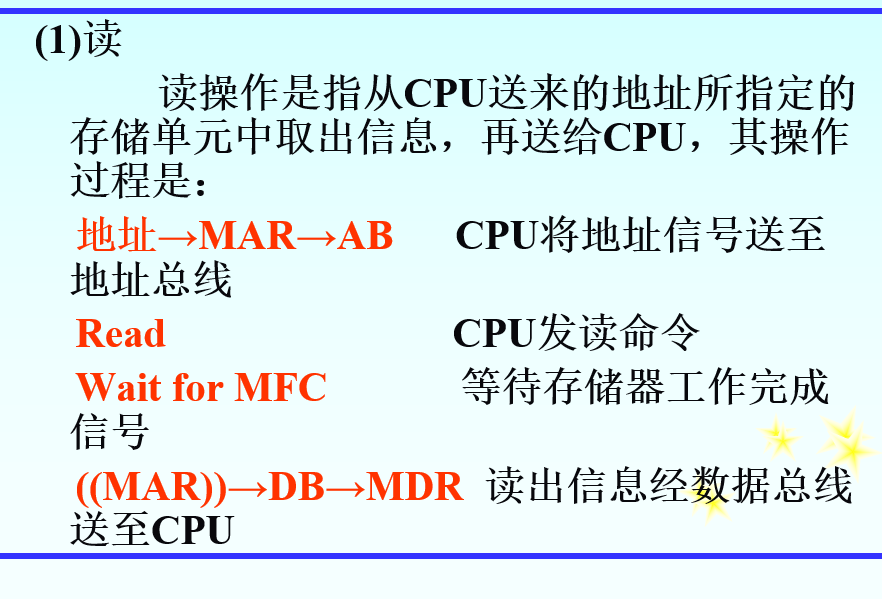 (1)读
读操作是指从CPU送来的地址所指定的
存储单元中取出信息，再送给CPU，其操作
过程是：
地址→MAR→AB CPU将地址信号送至
地址总线
Read CPU发读命令
Wait for MFC 等待存储器工作完成
信号
((MAR))→DB→MDR 读出信息经数据总线
送至CPU